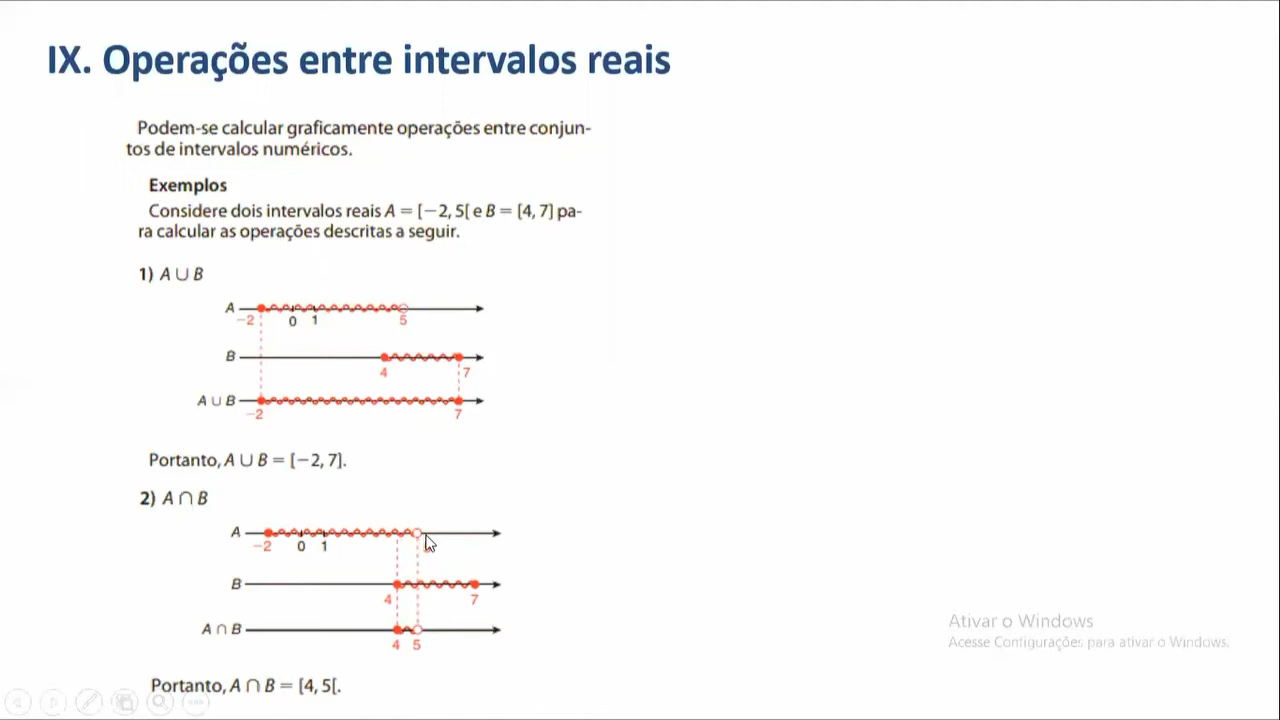 IX. Operações entre intervalos reais
Podem-se calcular graficamente operações entre conjun-
tos de intervalos numéricos.
Exemplos
Considere dois intervalos reais A = [−2, 5[ e B = [4, 7] pa-
ra calcular as operações descritas a seguir.
1) A ∪ B
A
−2 0 1 5
B
4 7
A ∪ B
−2 7
Portanto, A ∪ B = [−2, 7].
2) A ∩ B
A
−2 0 1
B
4 7
A ∩ B
4 5
Portanto, A ∩ B = [4, 5[.
Ativar o Windows
Acesse Configurações para ativar o Windows.